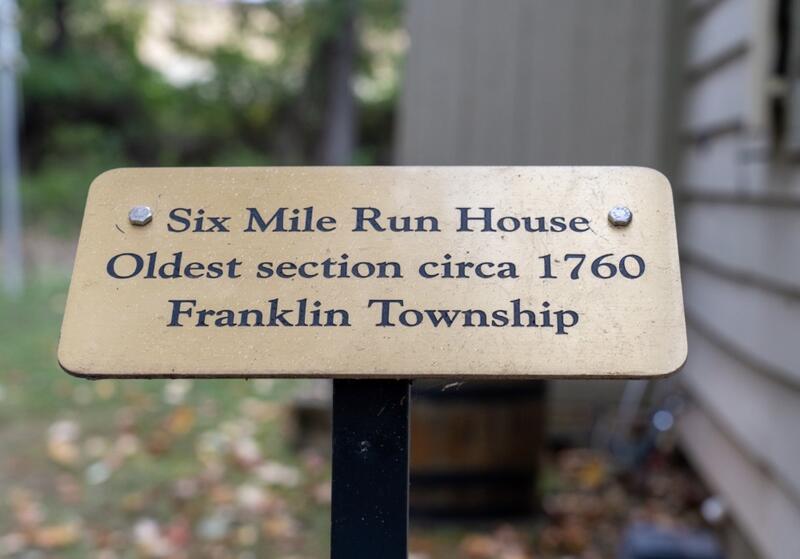 Six Mile Run House
Oldest section circa 1760
Franklin Township